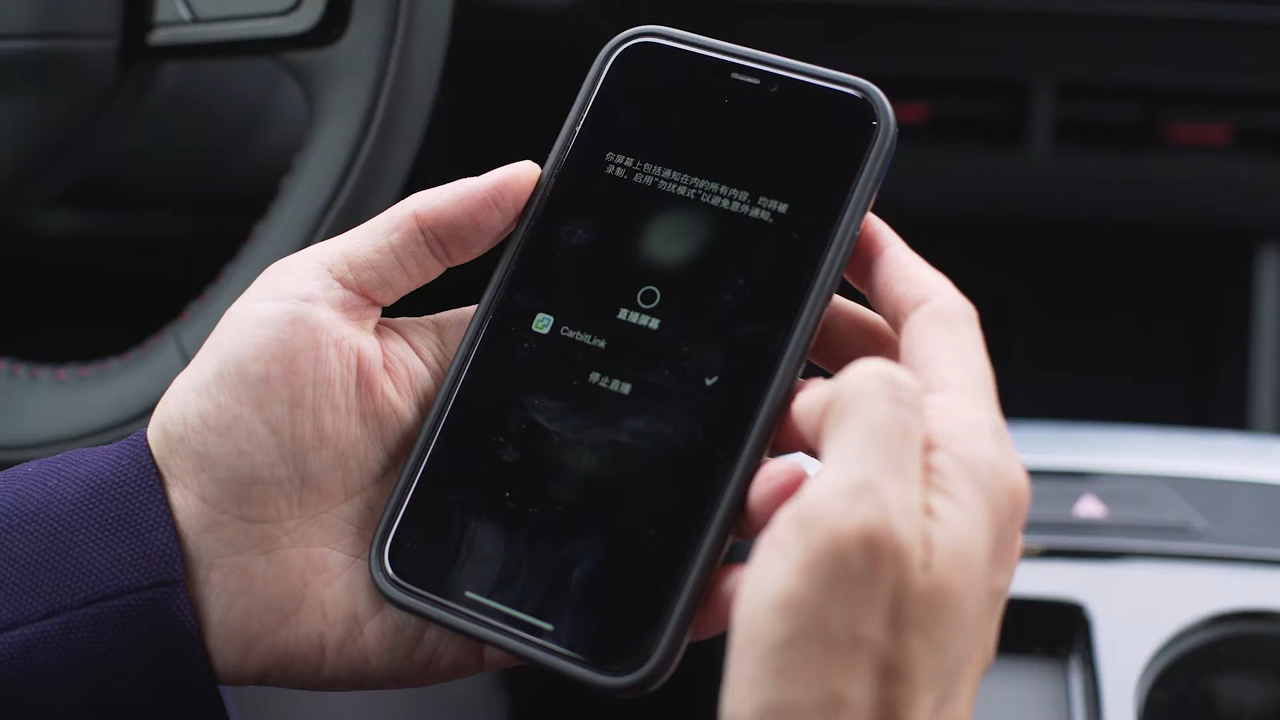 你屏幕上包括通知在内的所有内容，均将被
录制。启用“勿扰模式”以避免意外通知。
直播屏幕
CarbitLink
停止直播